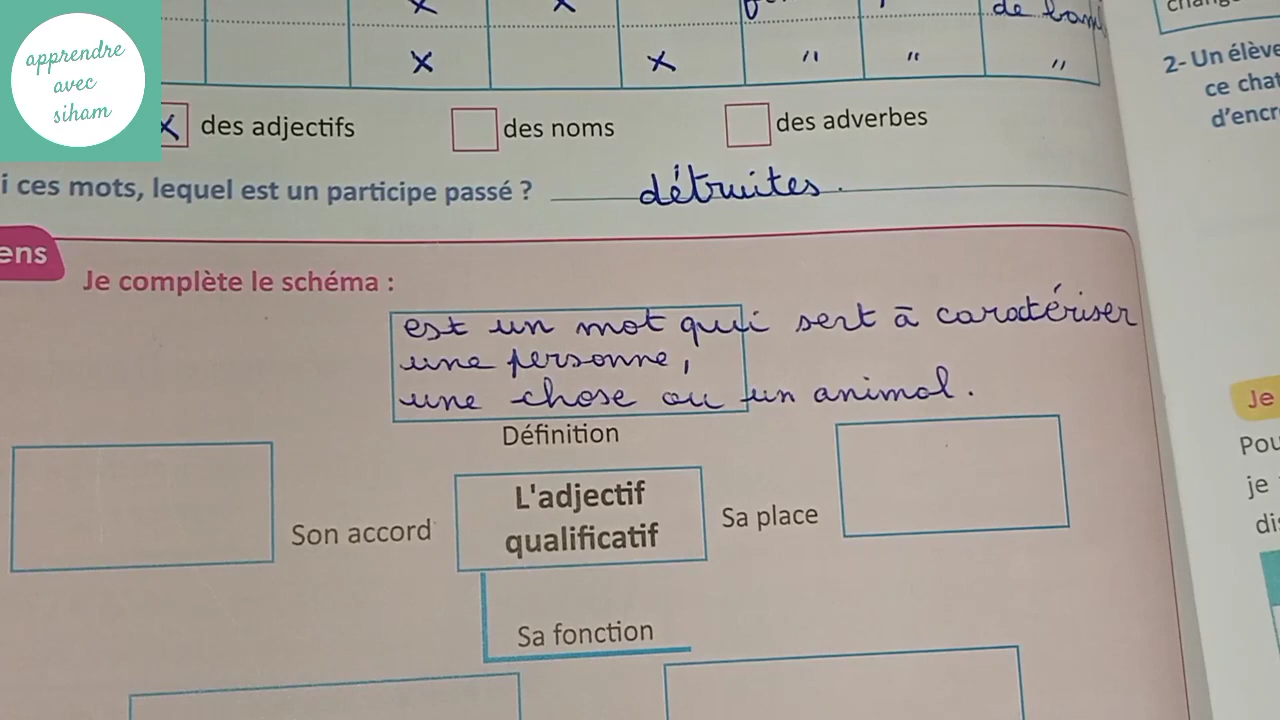 apprendre
avec
siham
de bam
2- Un élève
ce chat
d'encr
X X " " "
X des adjectifs des noms des adverbes
i ces mots, lequel est un participe passé ? détruites.
ens
Je complète le schéma :
est un mot qui sert à caractériser
une personne,
une chose ou un animal.
Définition
L'adjectif
qualificatif
Son accord
Sa place
Sa fonction
Je
Pou
je
dis